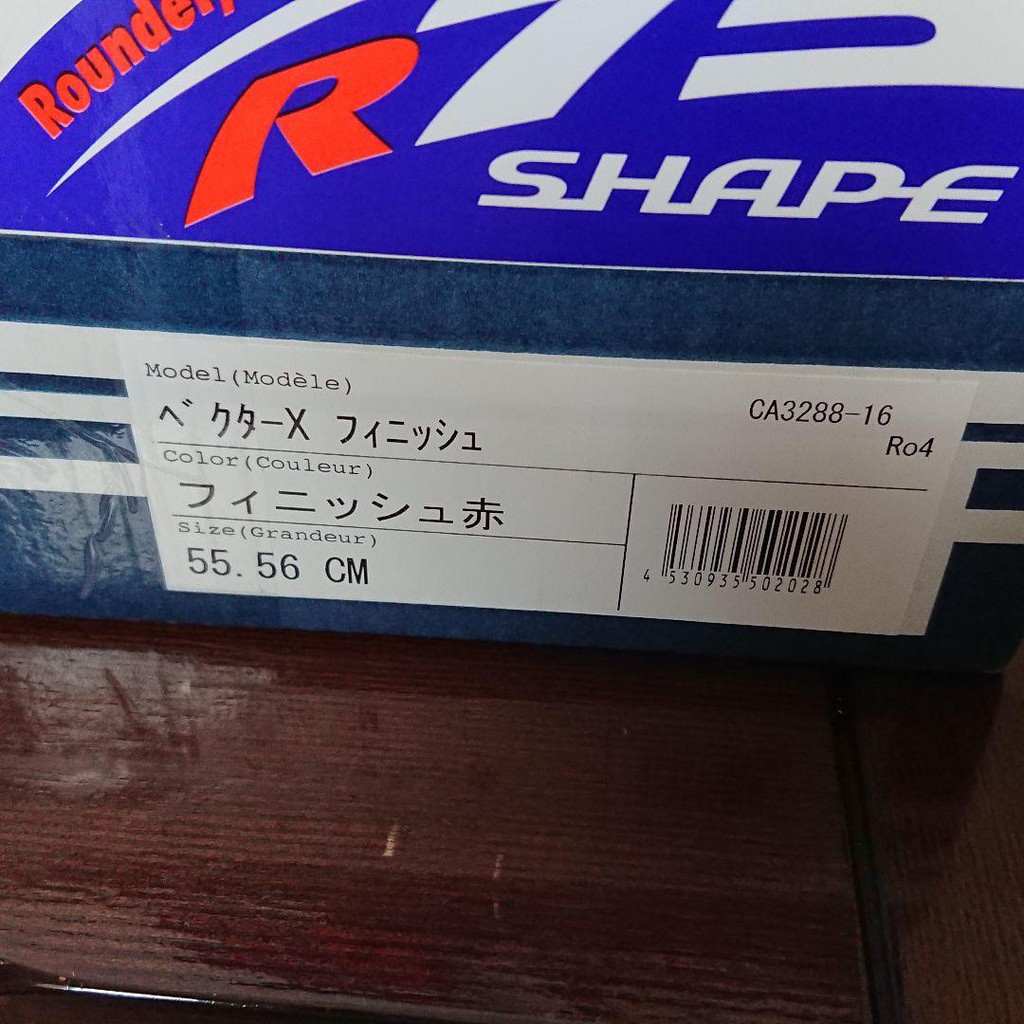 R75
SHAPE
Model(Modèle)
ベクターX フィニッシュ
CA3288-16
Ro4
Color(Couleur)
フィニッシュ赤
Size(Grandeur)
55.56 CM
4 530935 502028